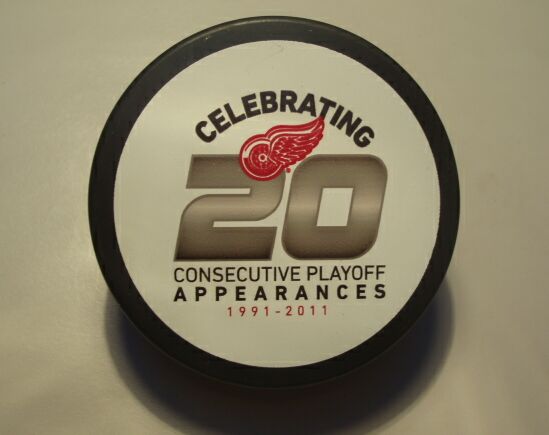 CELEBRATING
20
CONSECUTIVE PLAYOFF
APPEARANCES
1991-2011